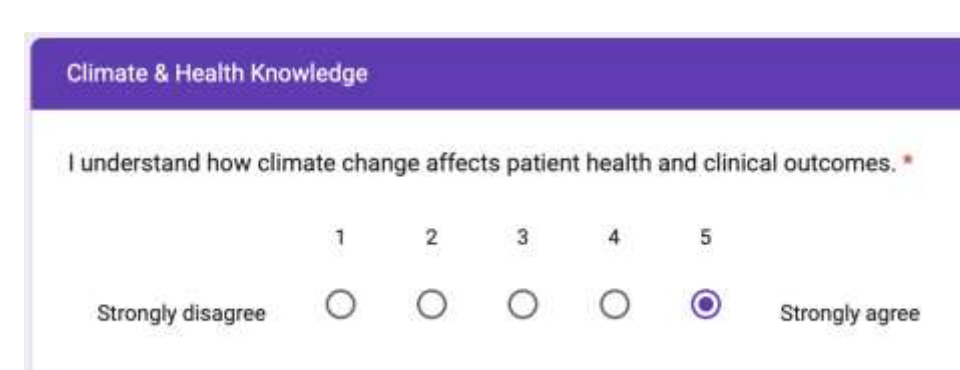 Climate & Health Knowledge
I understand how climate change affects patient health and clinical outcomes. *
1 2 3 4 5
Strongly disagree Strongly agree